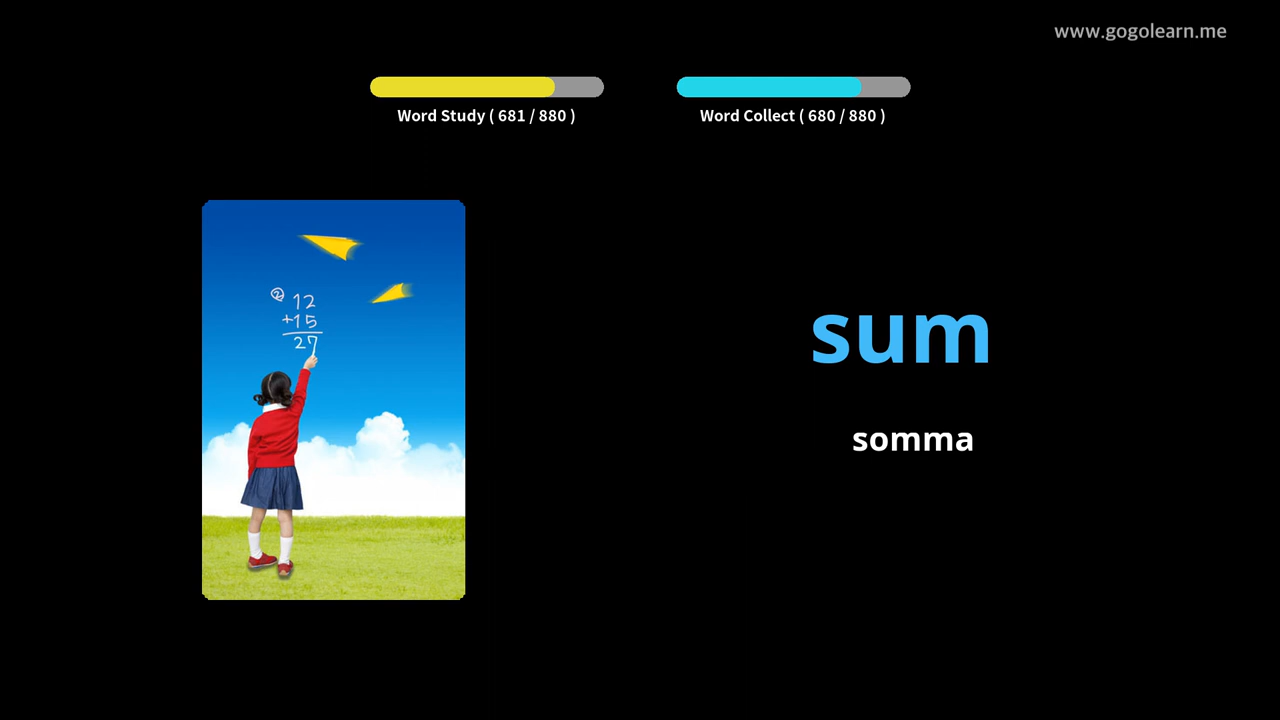 www.gogolearn.me
Word Study ( 681 / 880 )
Word Collect ( 680 / 880 )
② 12
+15
27
sum
somma